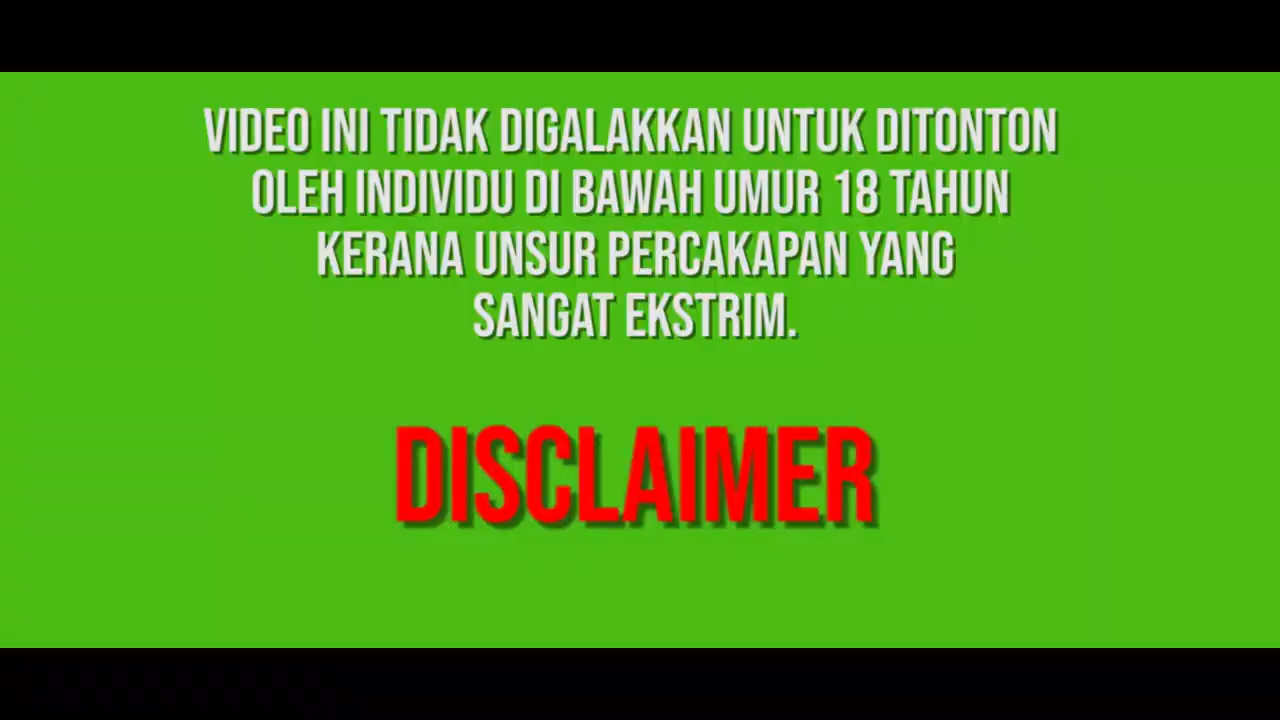 VIDEO INI TIDAK DIGALAKKAN UNTUK DITONTON
OLEH INDIVIDU DI BAWAH UMUR 18 TAHUN
KERANA UNSUR PERCAKAPAN YANG
SANGAT EKSTRIM.
DISCLAIMER